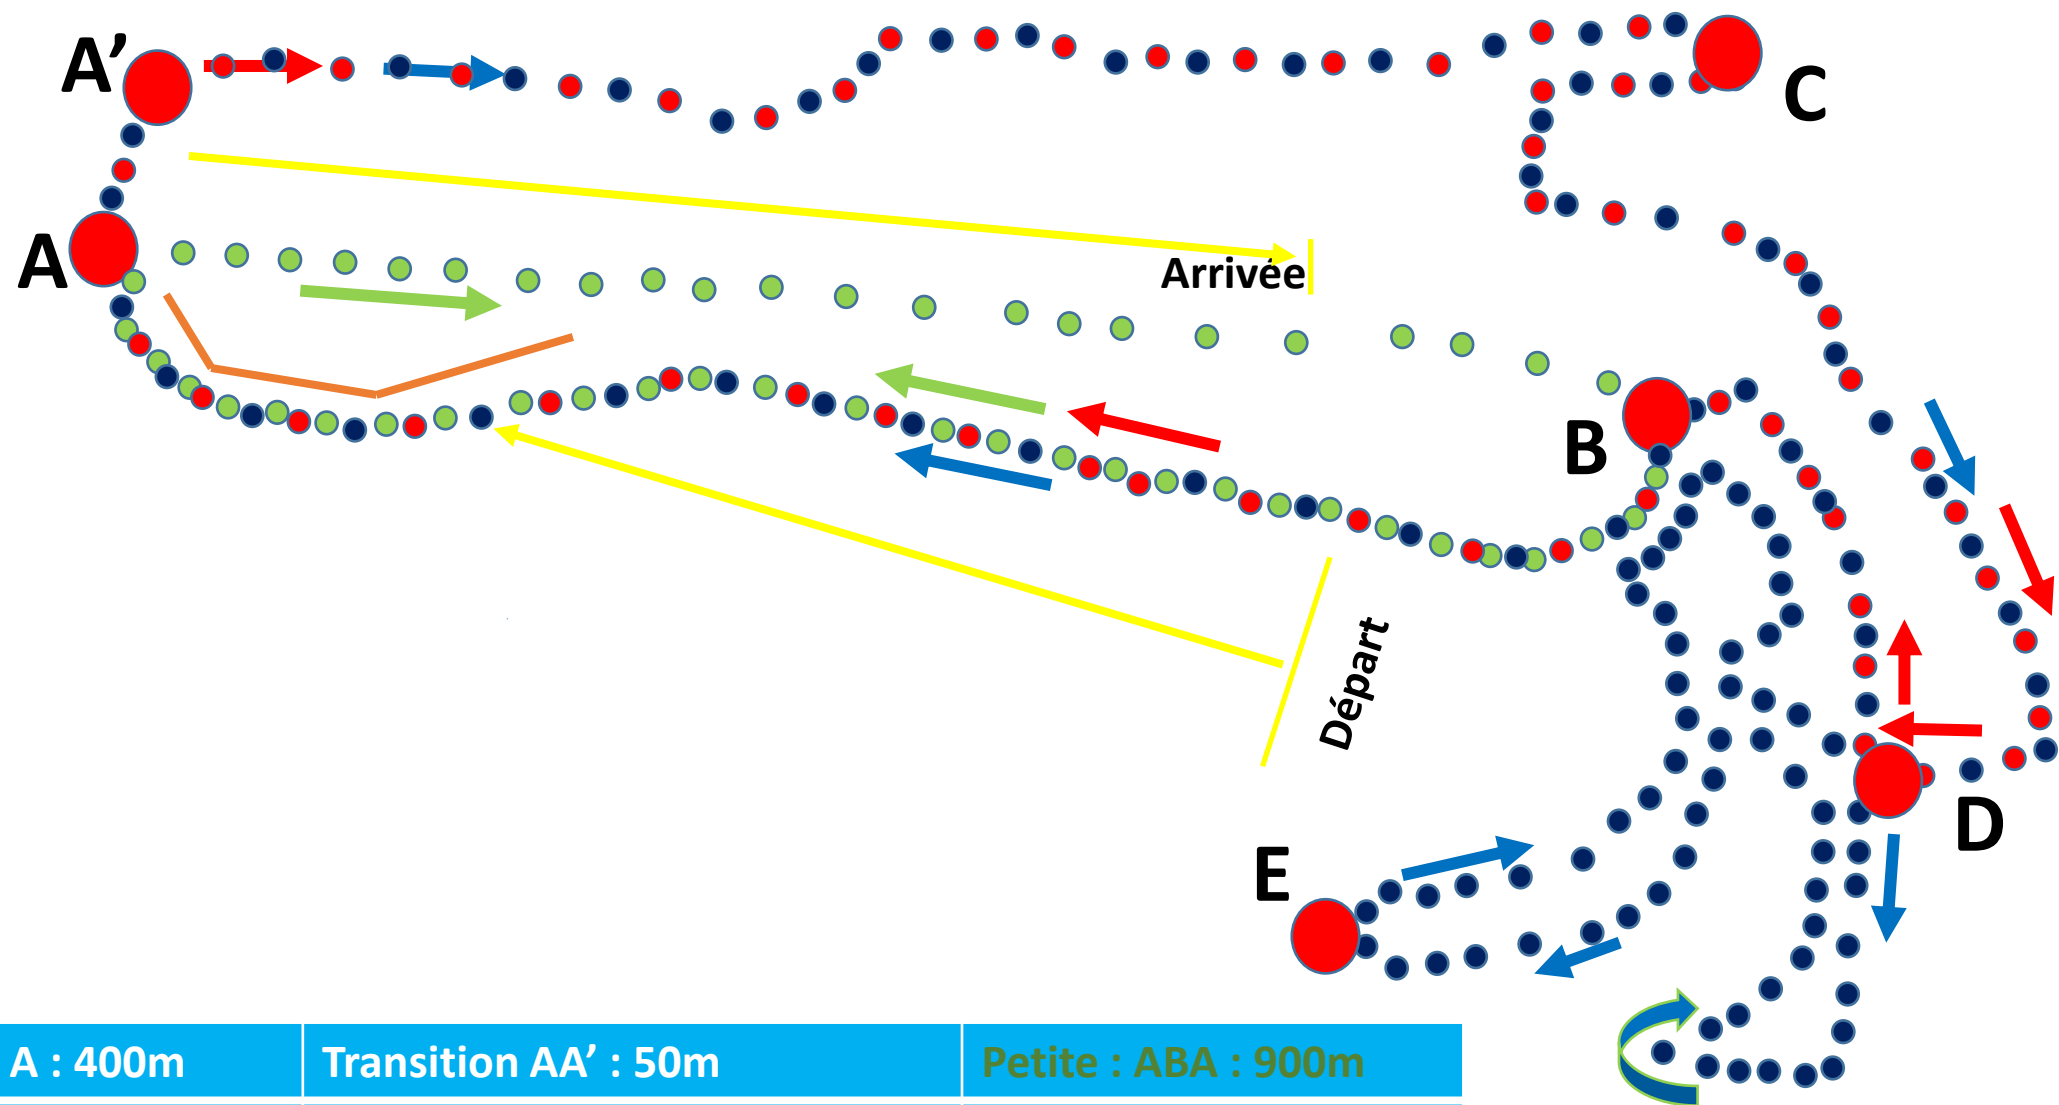 A’
C
A
Arrivée
B
Départ
E
D
A : 400m
Transition AA’ : 50m
Petite : ABA : 900m